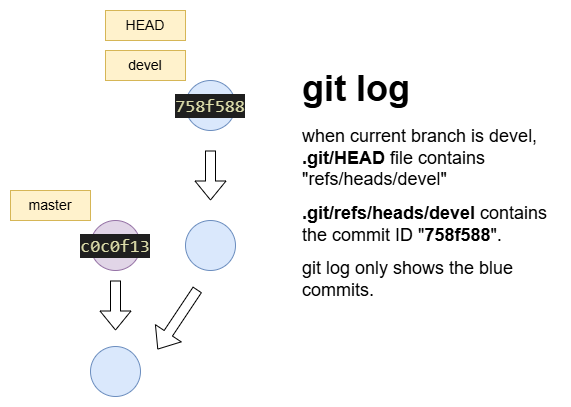 HEAD
devel
758f588
master
c0c0f13
git log
when current branch is devel,
.git/HEAD file contains
"refs/heads/devel"
.git/refs/heads/devel contains
the commit ID "758f588".
git log only shows the blue
commits.